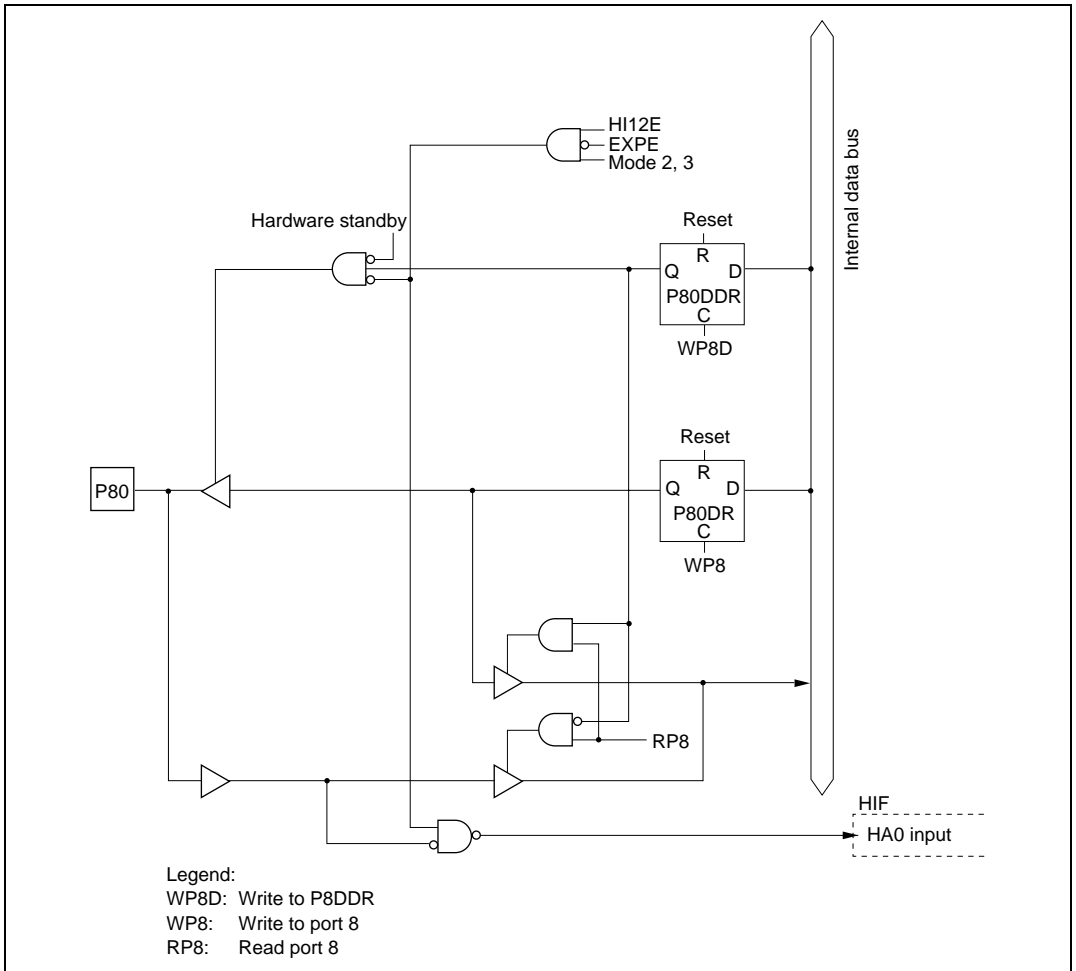 HI12E
EXPE
Mode 2, 3
Internal data bus
Hardware standby
Reset
R
Q D
P80DDR
C
WP8D
Reset
R
P80
Q D
P80DR
C
WP8
RP8
HIF
HA0 input
Legend:
WP8D: Write to P8DDR
WP8: Write to port 8
RP8: Read port 8